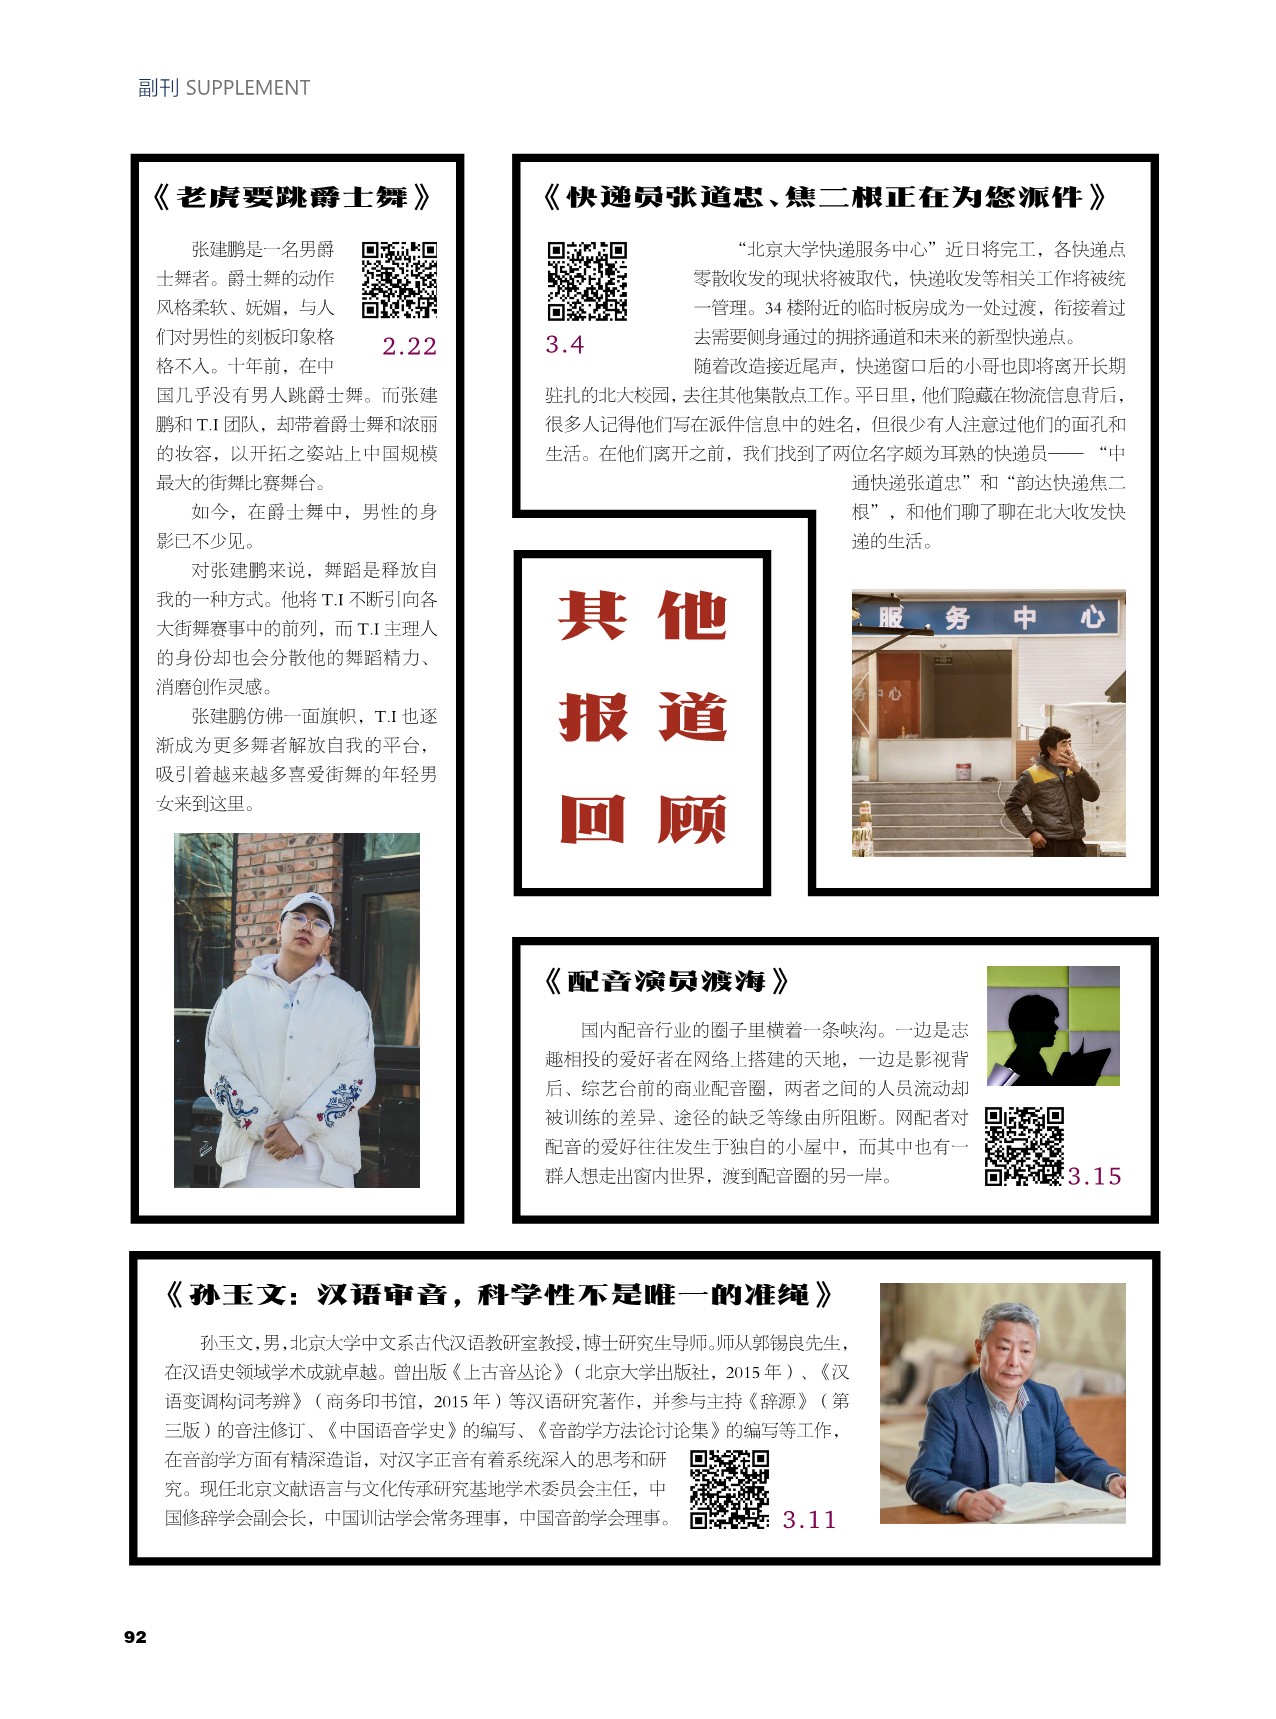 副刊 SUPPLEMENT
《老虎要跳爵士舞》
张建鹏是一名男爵
士舞者。爵士舞的动作
风格柔软、妩媚，与人
们对男性的刻板印象格
格不入。十年前，在中
国几乎没有男人跳爵士舞。而张建
鹏和 T.I 团队，却带着爵士舞和浓丽
的妆容，以开拓之姿站上中国规模
最大的街舞比赛舞台。
如今，在爵士舞中，男性的身
影已不少见。
对张建鹏来说，舞蹈是释放自
我的一种方式。他将 T.I 不断引向各
大街舞赛事中的前列，而 T.I 主理人
的身份却也会分散他的舞蹈精力、
消磨创作灵感。
张建鹏仿佛一面旗帜，T.I 也逐
渐成为更多舞者解放自我的平台，
吸引着越来越多喜爱街舞的年轻男
女来到这里。
2.22
《快递员张道忠、焦二根正在为您派件》
“北京大学快递服务中心”近日将完工，各快递点
零散收发的现状将被取代，快递收发等相关工作将被统
一管理。34 楼附近的临时板房成为一处过渡，衔接着过
去需要侧身通过的拥挤通道和未来的新型快递点。
随着改造接近尾声，快递窗口后的小哥也即将离开长期
驻扎的北大校园，去往其他集散点工作。平日里，他们隐藏在物流信息背后，
很多人记得他们写在派件信息中的姓名，但很少有人注意过他们的面孔和
生活。在他们离开之前，我们找到了两位名字颇为耳熟的快递员—— “中
通快递张道忠”和“韵达快递焦二
根”，和他们聊了聊在北大收发快
递的生活。
3.4
服务中心
务中心
其他
报道
回顾
《配音演员渡海》
国内配音行业的圈子里横着一条峡沟。一边是志
趣相投的爱好者在网络上搭建的天地，一边是影视背
后、综艺台前的商业配音圈，两者之间的人员流动却
被训练的差异、途径的缺乏等缘由所阻断。网配者对
配音的爱好往往发生于独自的小屋中，而其中也有一
群人想走出窗内世界，渡到配音圈的另一岸。
3.15
《孙玉文：汉语审音，科学性不是唯一的准绳》
孙玉文，男，北京大学中文系古代汉语教研室教授，博士研究生导师。师从郭锡良先生，
在汉语史领域学术成就卓越。曾出版《上古音丛论》（北京大学出版社，2015 年）、《汉
语变调构词考辨》（商务印书馆，2015 年）等汉语研究著作，并参与主持《辞源》（第
三版）的音注修订、《中国语音学史》的编写、《音韵学方法论讨论集》的编写等工作，
在音韵学方面有精深造诣，对汉字正音有着系统深入的思考和研
究。现任北京文献语言与文化传承研究基地学术委员会主任，中
国修辞学会副会长，中国训诂学会常务理事，中国音韵学会理事。
3.11
92